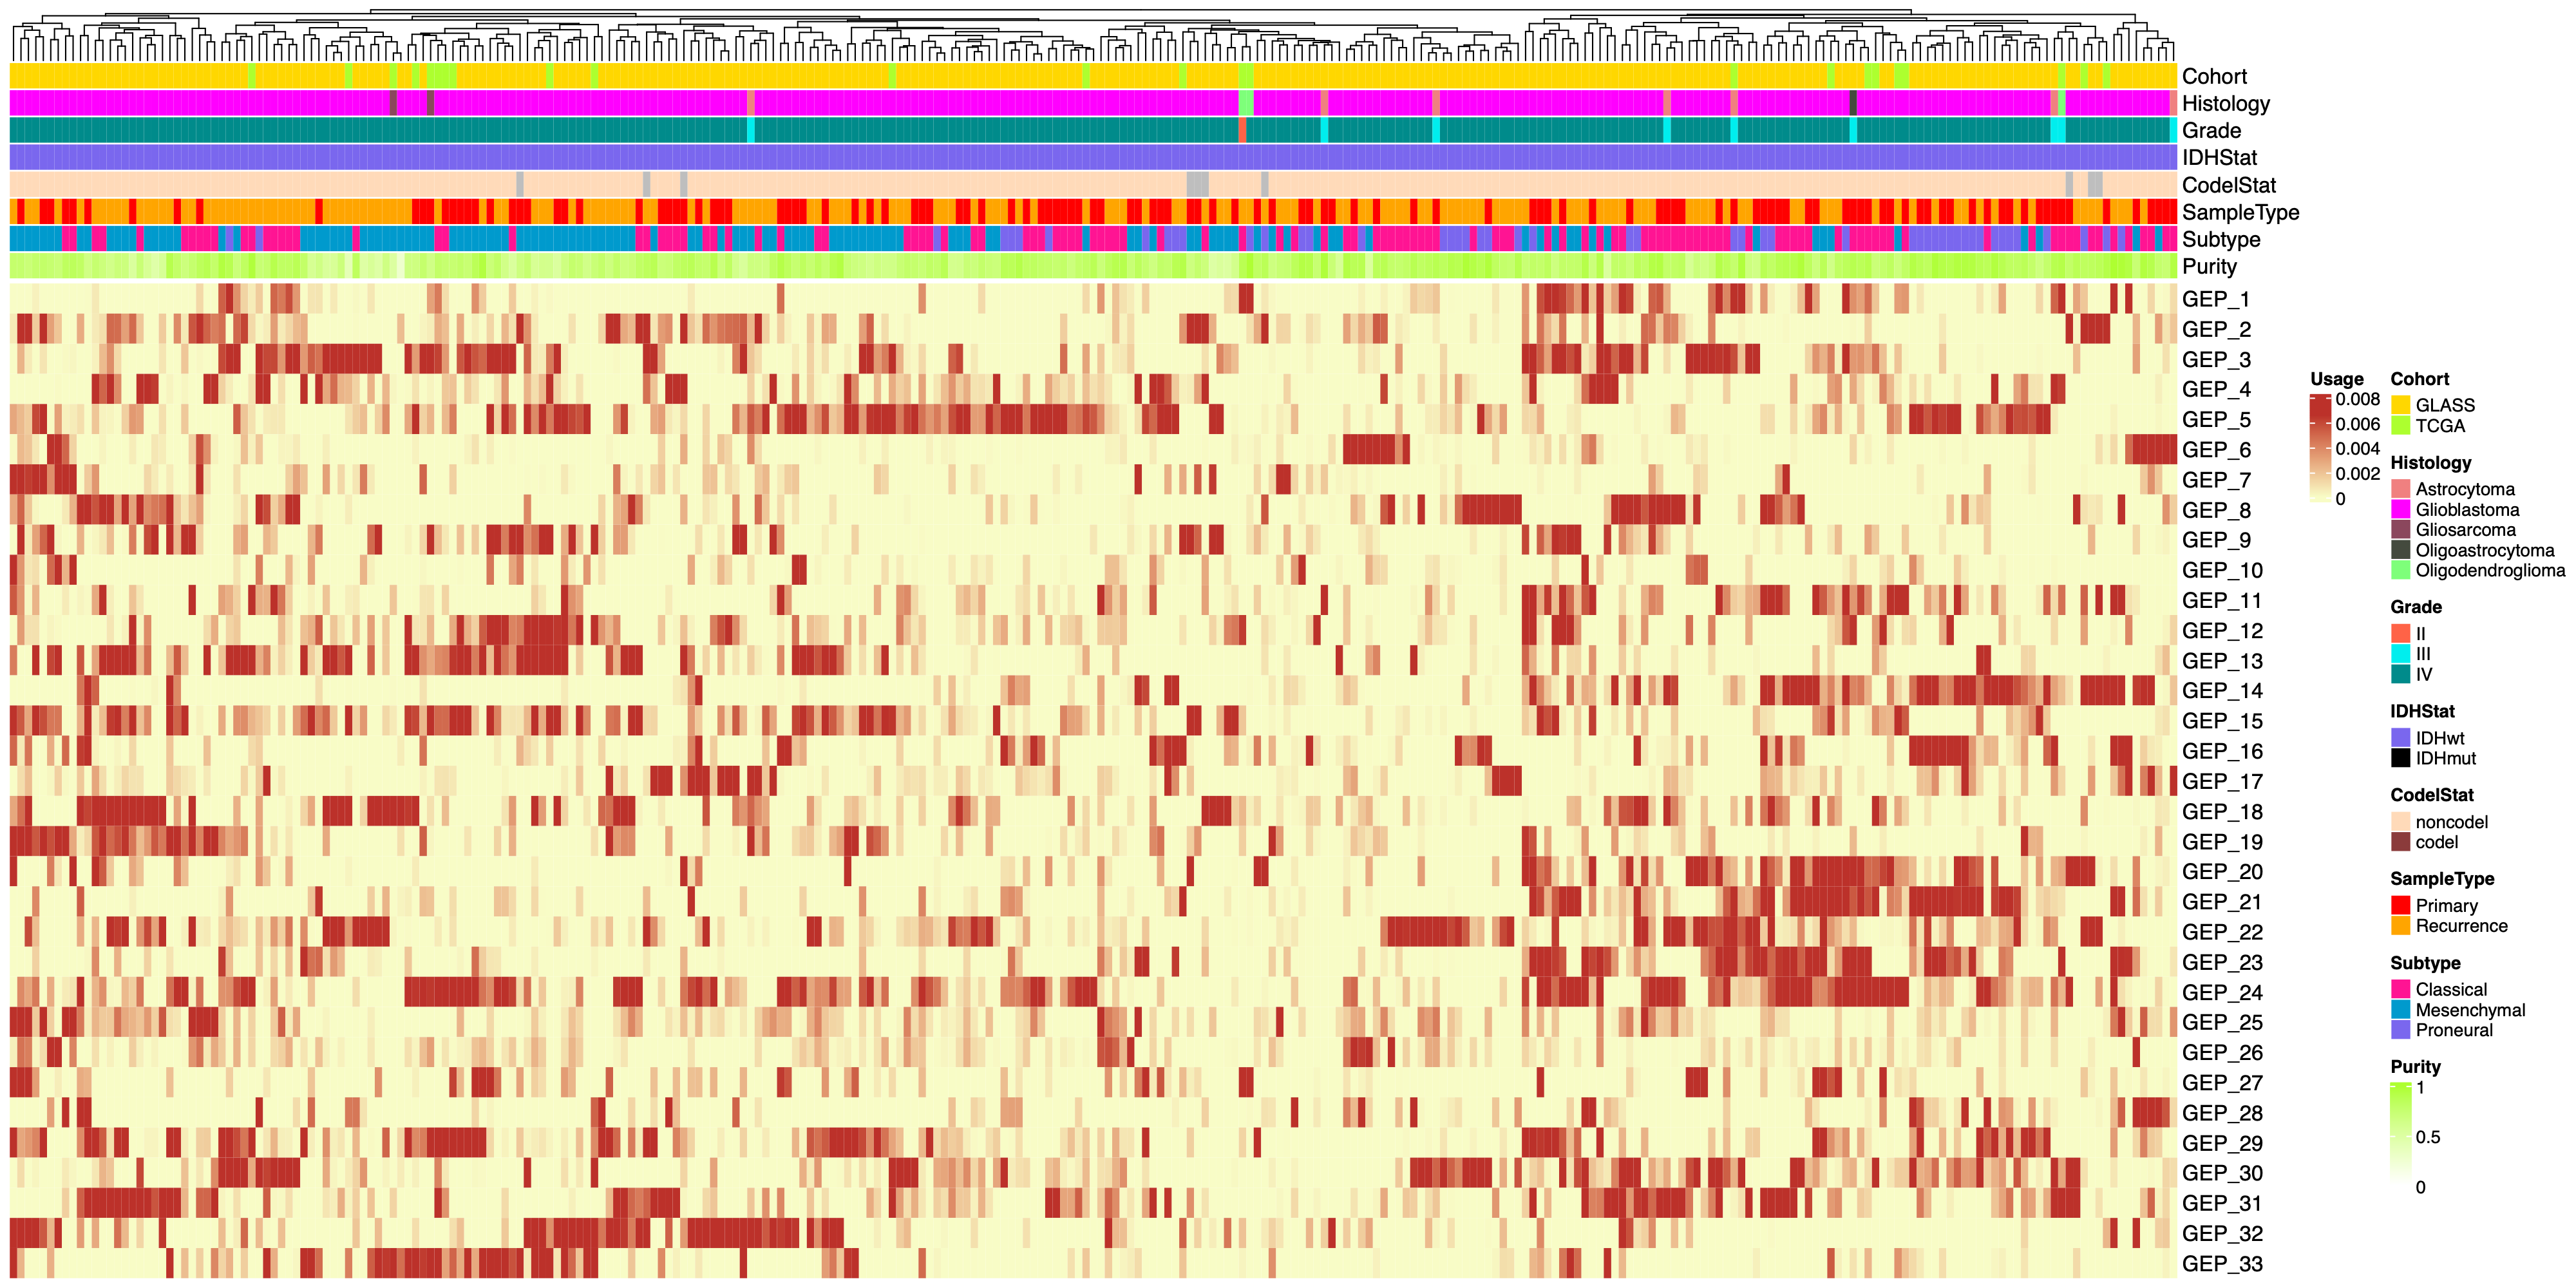 Cohort
Histology
Grade
IDHStat
CodelStat
SampleType
Subtype
Purity
GEP_1
GEP_2
GEP_3
GEP_4
GEP_5
GEP_6
GEP_7
GEP_8
GEP_9
GEP_10
GEP_11
GEP_12
GEP_13
GEP_14
GEP_15
GEP_16
GEP_17
GEP_18
GEP_19
GEP_20
GEP_21
GEP_22
GEP_23
GEP_24
GEP_25
GEP_26
GEP_27
GEP_28
GEP_29
GEP_30
GEP_31
GEP_32
GEP_33
Usage
0.008
0.006
0.004
0.002
0
Cohort
GLASS
TCGA
Histology
Astrocytoma
Glioblastoma
Gliosarcoma
Oligoastrocytoma
Oligodendroglioma
Grade
II
III
IV
IDHStat
IDHwt
IDHmut
CodelStat
noncodel
codel
SampleType
Primary
Recurrence
Subtype
Classical
Mesenchymal
Proneural
Purity
1
0.5
0